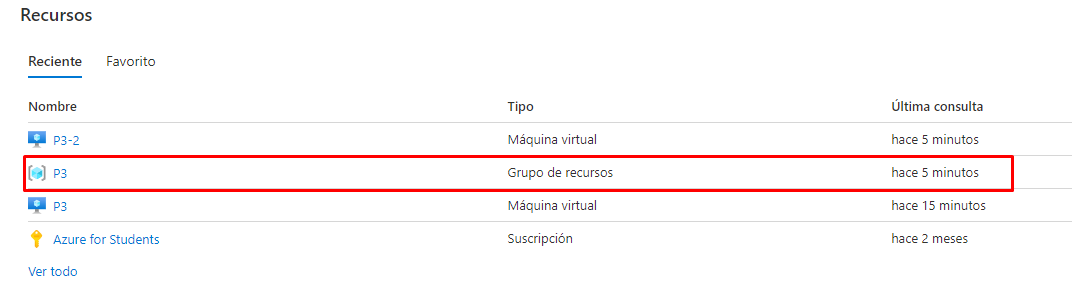 Recursos
Reciente Favorito
Nombre Tipo Última consulta
P3-2 Máquina virtual hace 5 minutos
P3 Grupo de recursos hace 5 minutos
P3 Máquina virtual hace 15 minutos
Azure for Students Suscripción hace 2 meses
Ver todo